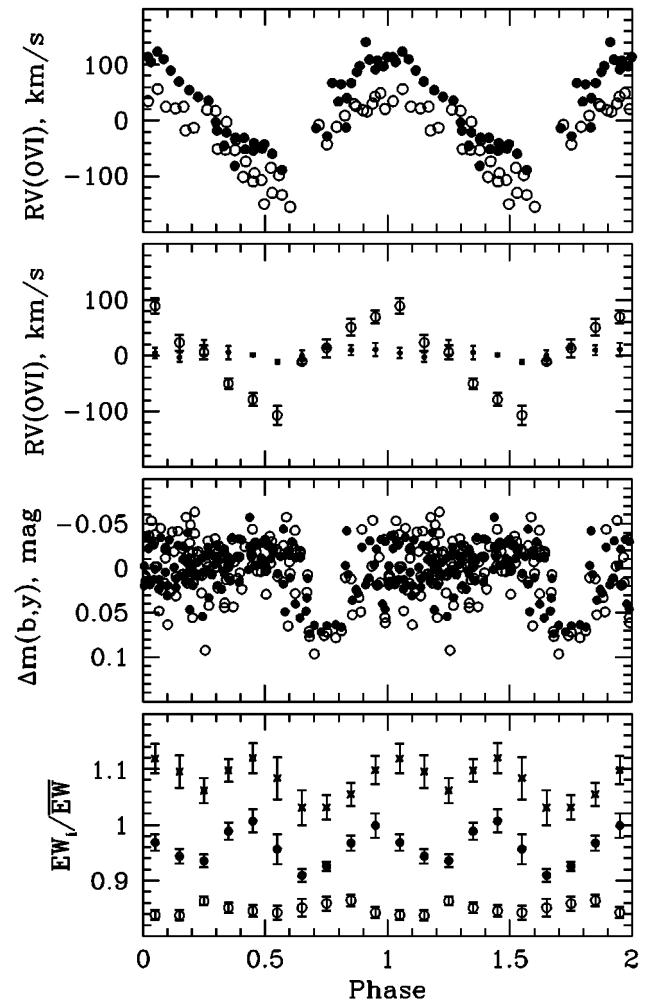 RV(OVI), km/s
100
0
−100
RV(OVI), km/s
100
0
−100
Δm(b,y), mag
−0.05
0
0.05
0.1
EWᵢ/EW̅
1.1
1
0.9
0 0.5 1 1.5 2
Phase